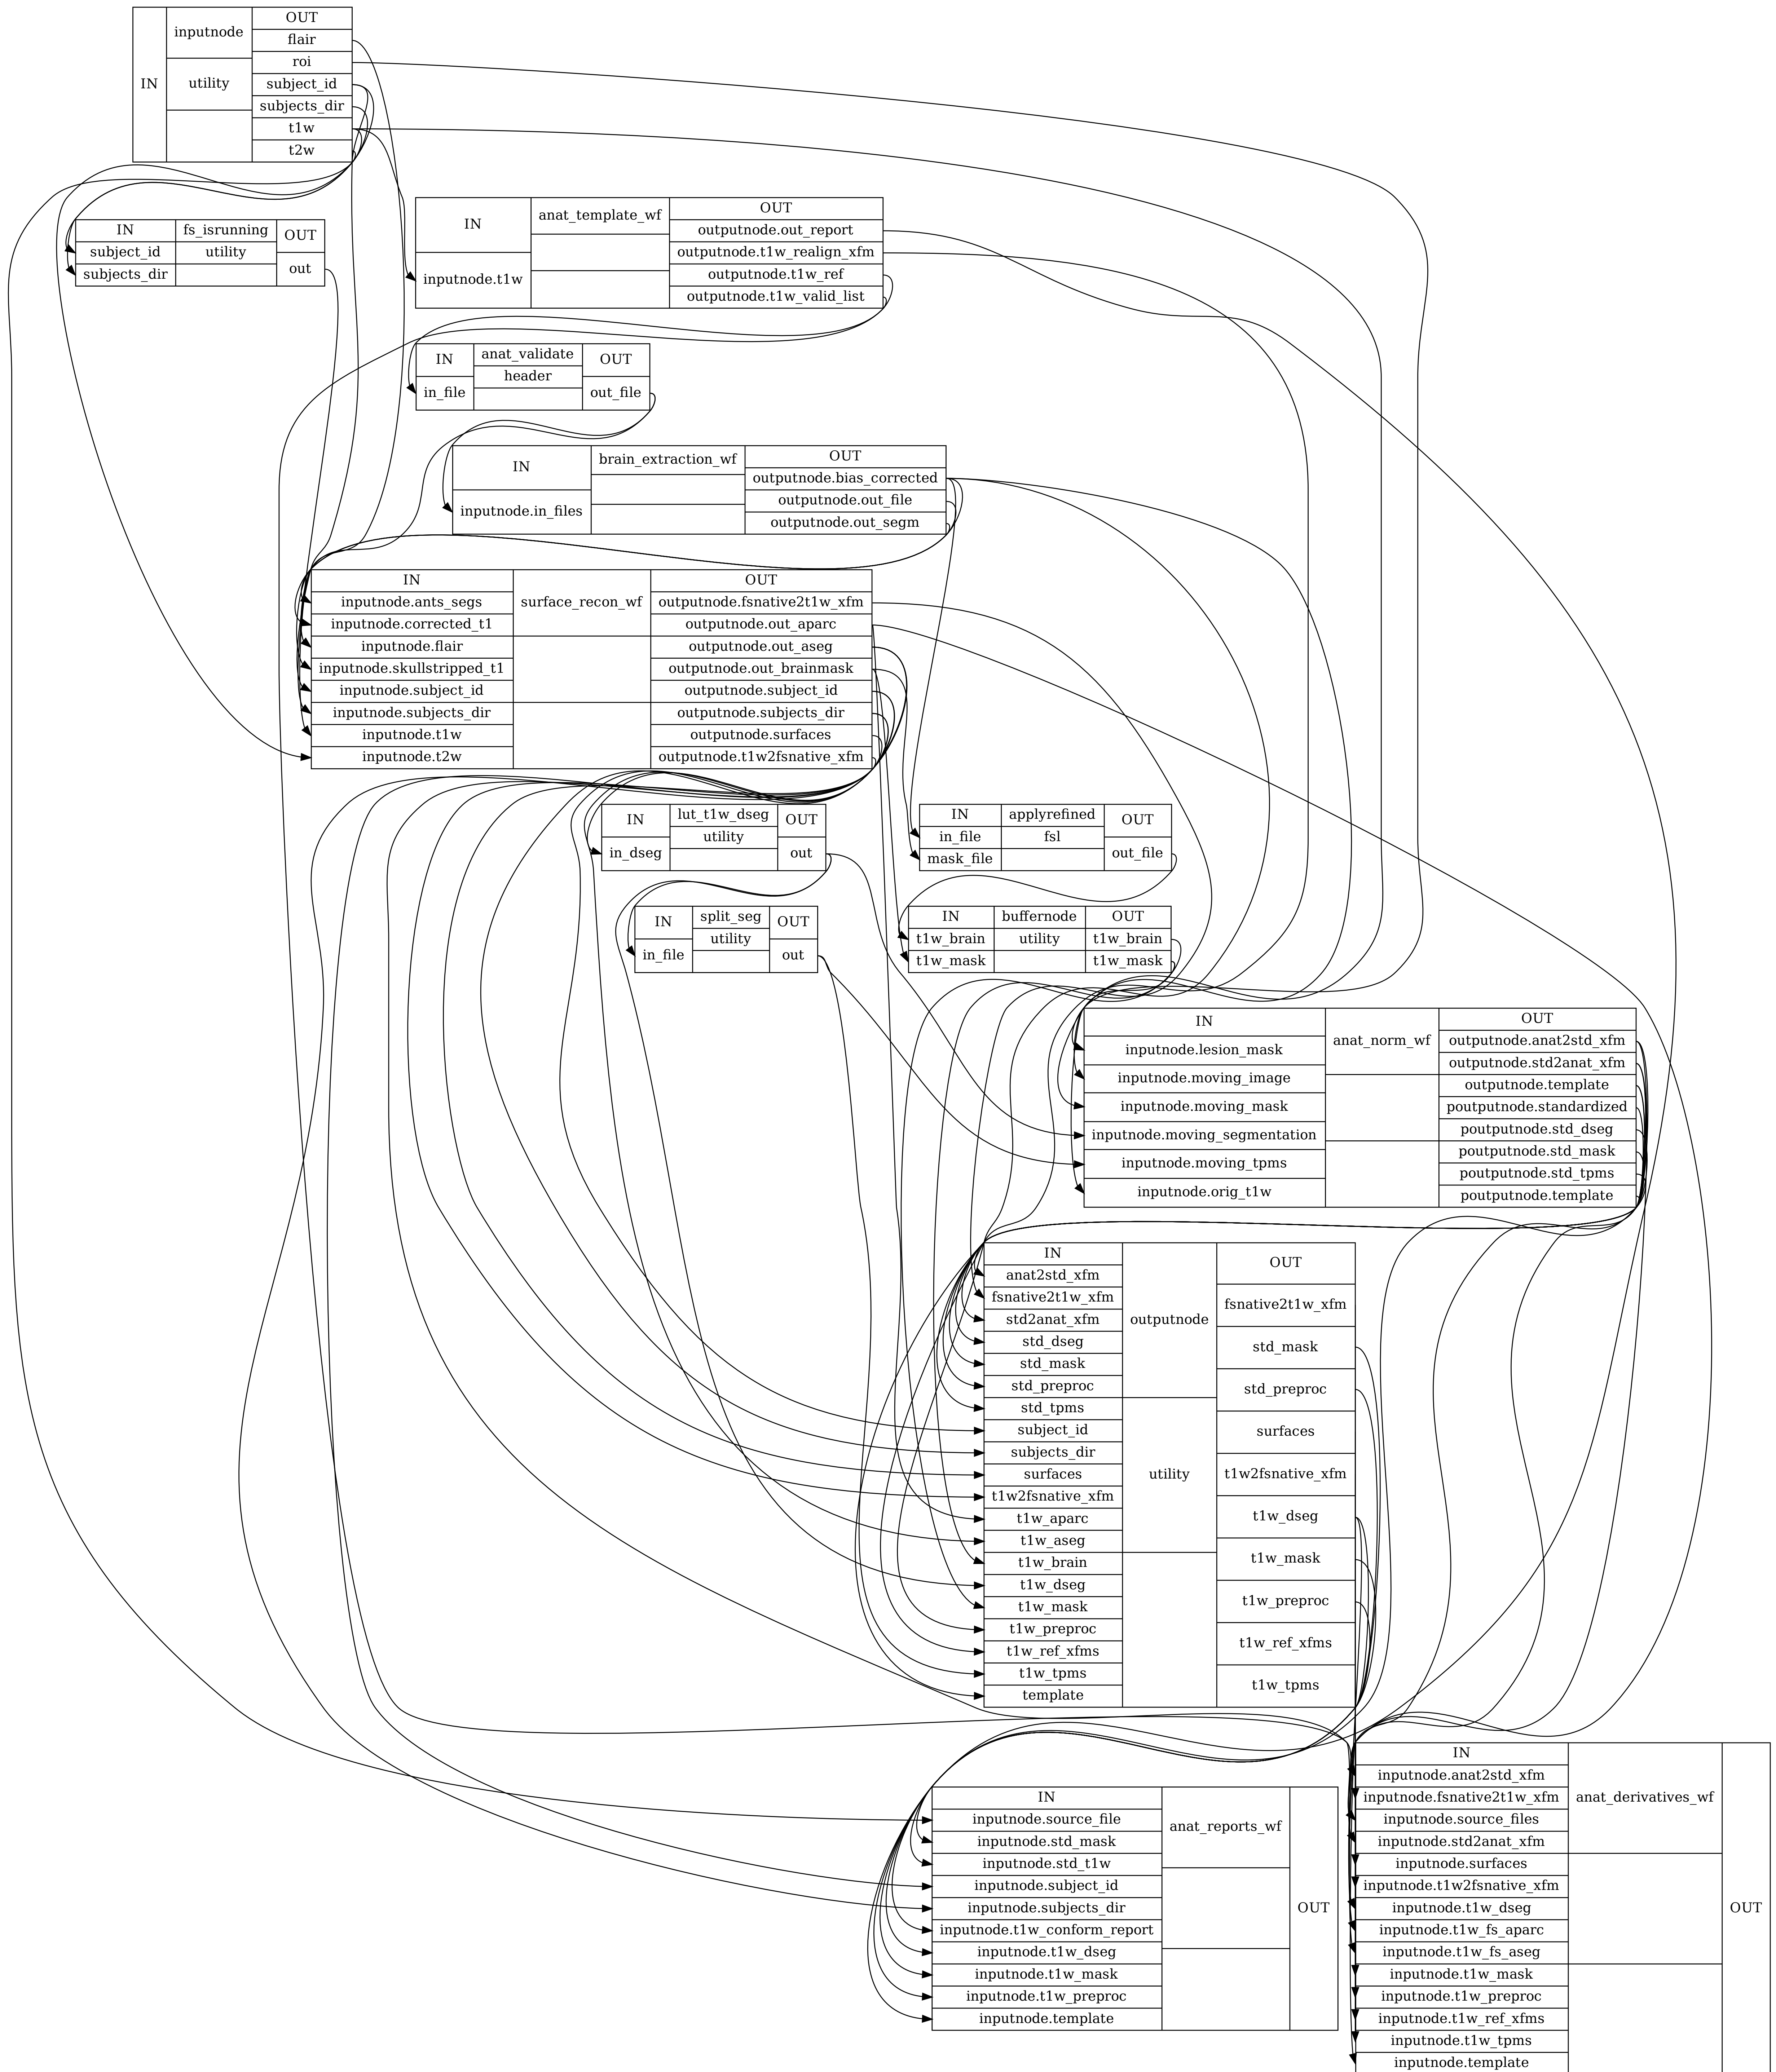 IN
inputnode
utility
OUT
flair
roi
subject_id
subjects_dir
t1w
t2w
IN
subject_id
subjects_dir
fs_isrunning
utility
OUT
out
IN
inputnode.t1w
anat_template_wf
OUT
outputnode.out_report
outputnode.t1w_realign_xfm
outputnode.t1w_ref
outputnode.t1w_valid_list
IN
in_file
anat_validate
header
OUT
out_file
IN
inputnode.in_files
brain_extraction_wf
OUT
outputnode.bias_corrected
outputnode.out_file
outputnode.out_segm
IN
inputnode.ants_segs
inputnode.corrected_t1
inputnode.flair
inputnode.skullstripped_t1
inputnode.subject_id
inputnode.subjects_dir
inputnode.t1w
inputnode.t2w
surface_recon_wf
OUT
outputnode.fsnative2t1w_xfm
outputnode.out_aparc
outputnode.out_aseg
outputnode.out_brainmask
outputnode.subject_id
outputnode.subjects_dir
outputnode.surfaces
outputnode.t1w2fsnative_xfm
IN
in_dseg
lut_t1w_dseg
utility
OUT
out
IN
in_file
mask_file
applyrefined
fsl
OUT
out_file
IN
in_file
split_seg
utility
OUT
out
IN
t1w_brain
t1w_mask
buffernode
utility
OUT
t1w_brain
t1w_mask
IN
inputnode.lesion_mask
inputnode.moving_image
inputnode.moving_mask
inputnode.moving_segmentation
inputnode.moving_tpms
inputnode.orig_t1w
anat_norm_wf
OUT
outputnode.anat2std_xfm
outputnode.std2anat_xfm
outputnode.template
poutputnode.standardized
poutputnode.std_dseg
poutputnode.std_mask
poutputnode.std_tpms
poutputnode.template
IN
anat2std_xfm
fsnative2t1w_xfm
std2anat_xfm
std_dseg
std_mask
std_preproc
std_tpms
subject_id
subjects_dir
surfaces
t1w2fsnative_xfm
t1w_aparc
t1w_aseg
t1w_brain
t1w_dseg
t1w_mask
t1w_preproc
t1w_ref_xfms
t1w_tpms
template
outputnode
utility
OUT
fsnative2t1w_xfm
std_mask
std_preproc
surfaces
t1w2fsnative_xfm
t1w_dseg
t1w_mask
t1w_preproc
t1w_ref_xfms
t1w_tpms
IN
inputnode.source_file
inputnode.std_mask
inputnode.std_t1w
inputnode.subject_id
inputnode.subjects_dir
inputnode.t1w_conform_report
inputnode.t1w_dseg
inputnode.t1w_mask
inputnode.t1w_preproc
inputnode.template
anat_reports_wf
OUT
IN
inputnode.anat2std_xfm
inputnode.fsnative2t1w_xfm
inputnode.source_files
inputnode.std2anat_xfm
inputnode.surfaces
inputnode.t1w2fsnative_xfm
inputnode.t1w_dseg
inputnode.t1w_fs_aparc
inputnode.t1w_fs_aseg
inputnode.t1w_mask
inputnode.t1w_preproc
inputnode.t1w_ref_xfms
inputnode.t1w_tpms
inputnode.template
anat_derivatives_wf
OUT